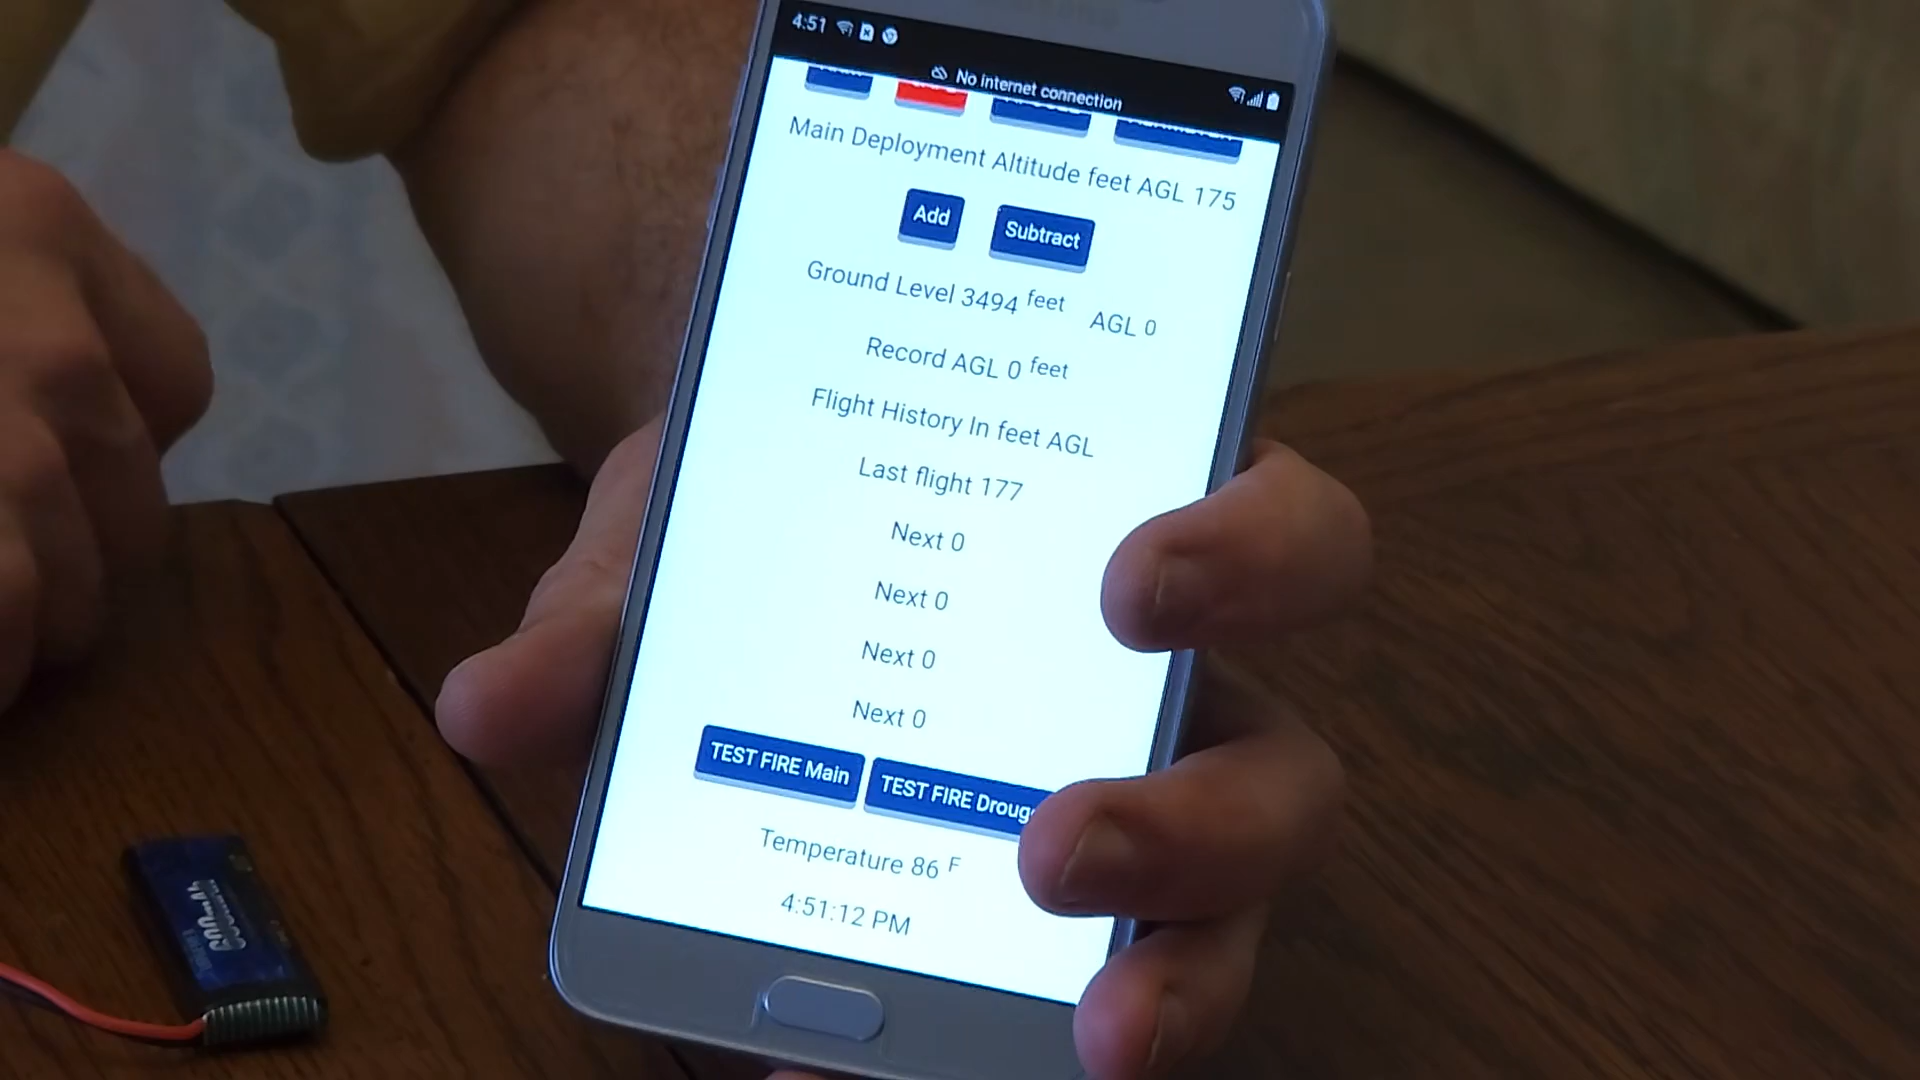 4:51
No internet connection
Main Deployment Altitude feet AGL 175
Add Subtract
Ground Level 3494 feet AGL 0
Record AGL 0 feet
Flight History In feet AGL
Last flight 177
Next 0
Next 0
Next 0
Next 0
TEST FIRE Main TEST FIRE Droug
Temperature 86 F
4:51:12 PM